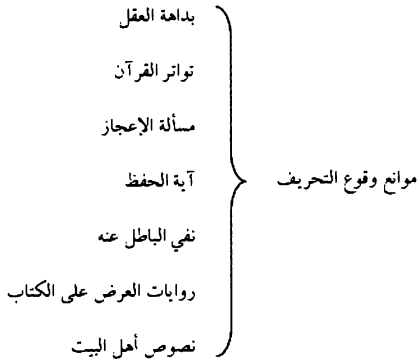 موانع وقوع التحريف
بداهة العقل
تواتر القرآن
مسألة الإعجاز
آية الحفظ
نفي الباطل عنه
روايات العرض على الكتاب
نصوص أهل البيت